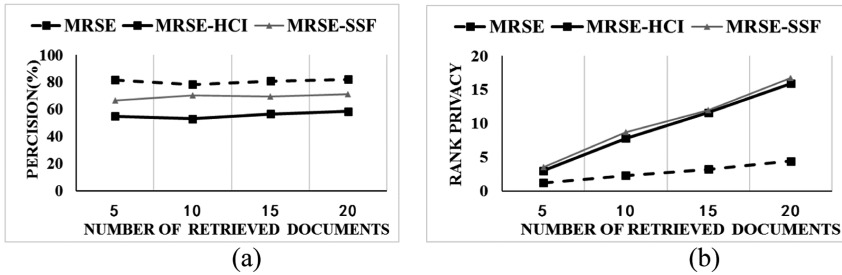 MRSE MRSE-HCI MRSE-SSF
PERCISION(%)
100
80
60
40
20
0
5 10 15 20
NUMBER OF RETRIEVED DOCUMENTS
(a)
MRSE MRSE-HCI MRSE-SSF
RANK PRIVACY
20
15
10
5
0
5 10 15 20
NUMBER OF RETRIEVED DOCUMENTS
(b)